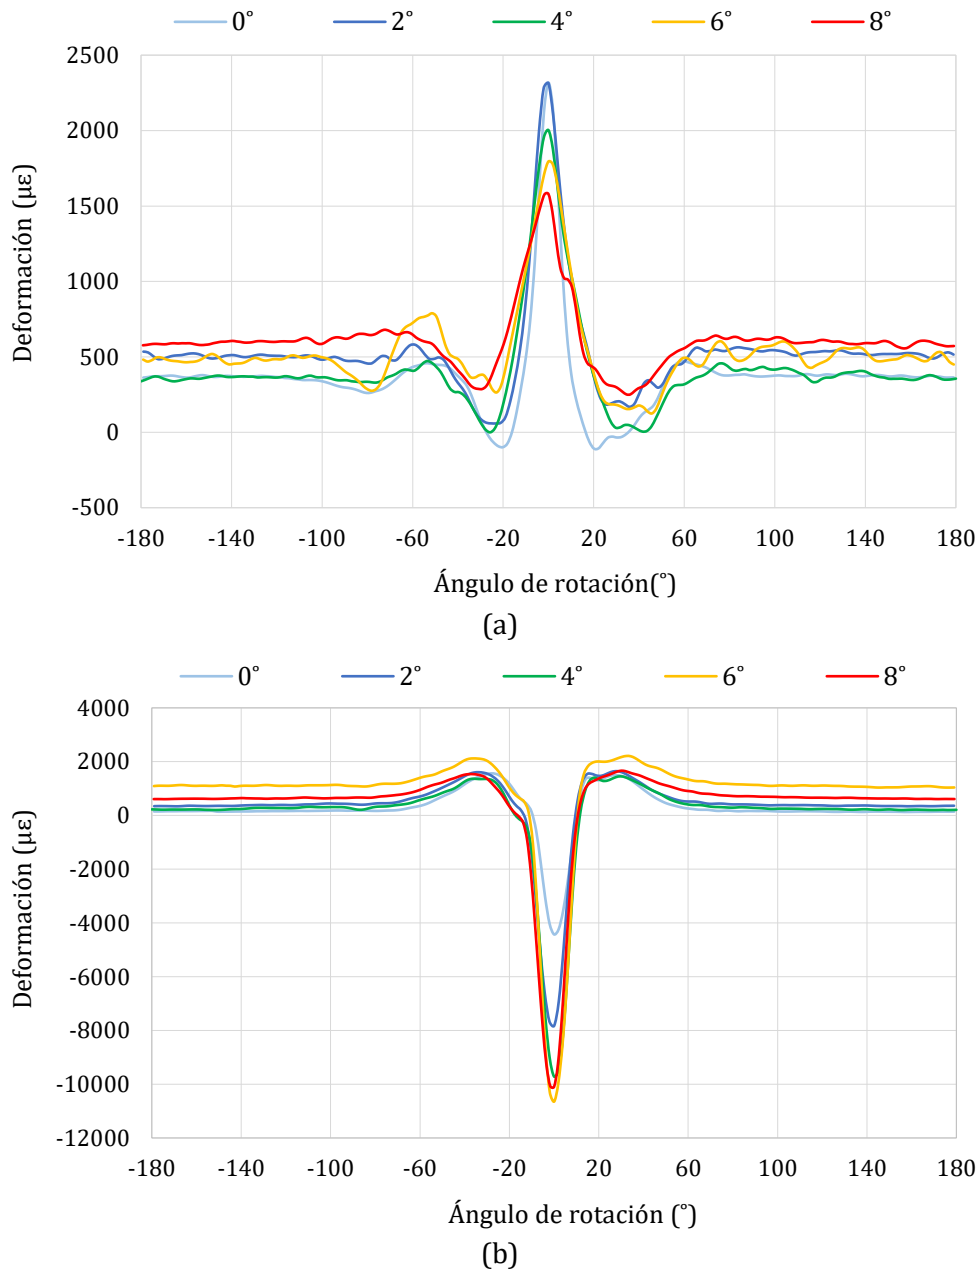 0° 2° 4° 6° 8°
2500
2000
1500
1000
500
0
-500
Deformación (με)
-180 -140 -100 -60 -20 20 60 100 140 180
Ángulo de rotación(°)
(a)
0° 2° 4° 6° 8°
4000
2000
0
-2000
-4000
-6000
-8000
-10000
-12000
Deformación (με)
-180 -140 -100 -60 -20 20 60 100 140 180
Ángulo de rotación (°)
(b)